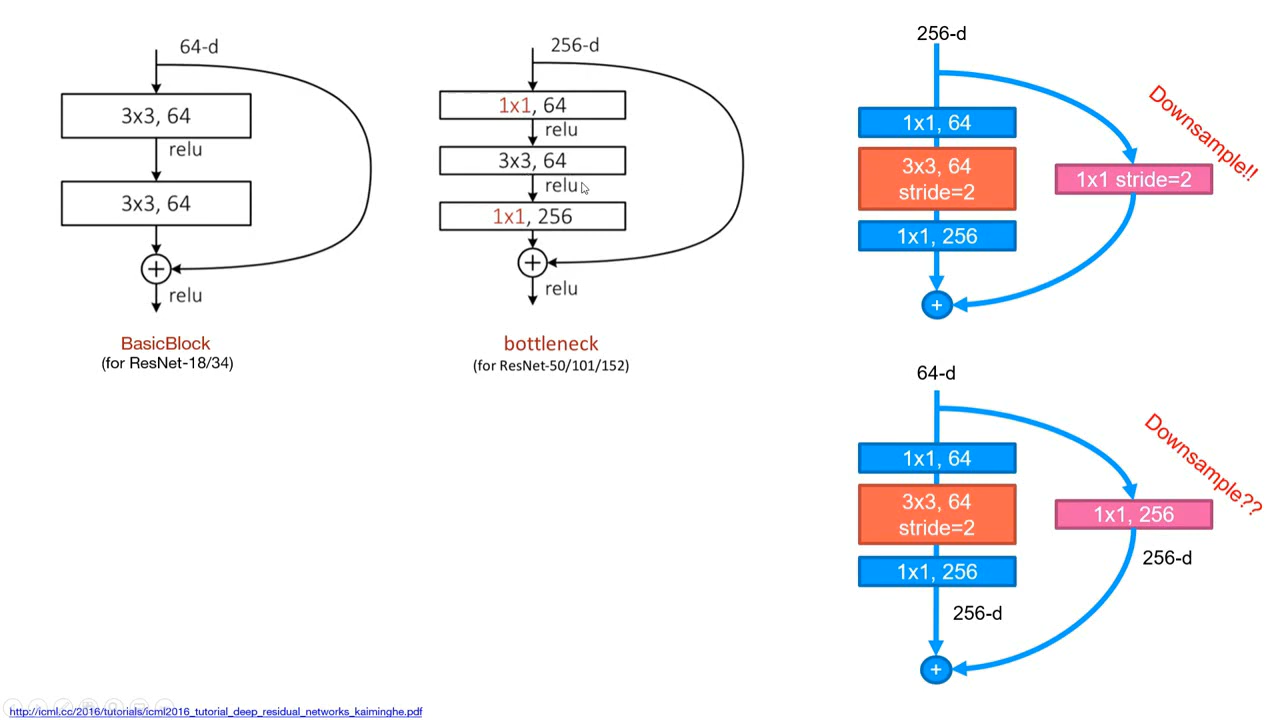 64-d
3x3, 64
relu
3x3, 64
+
relu
BasicBlock
(for ResNet-18/34)
256-d
1x1, 64
relu
3x3, 64
relu
1x1, 256
+
relu
bottleneck
(for ResNet-50/101/152)
256-d
1x1, 64
3x3, 64
stride=2
1x1, 256
+
1x1 stride=2
Downsample!!
64-d
1x1, 64
3x3, 64
stride=2
1x1, 256
256-d
+
1x1, 256
256-d
Downsample??
http://icml.cc/2016/tutorials/icml2016_tutorial_deep_residual_networks_kaiminghe.pdf